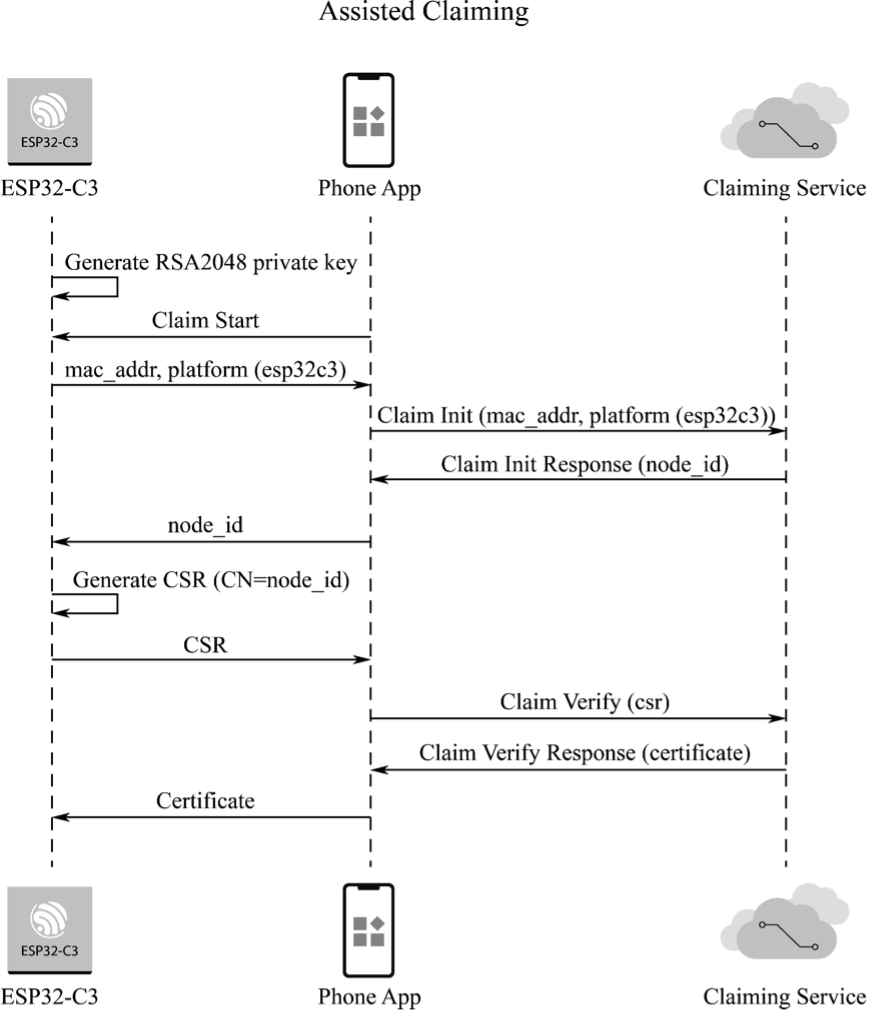 Assisted Claiming
ESP32-C3
ESP32-C3
Phone App
Claiming Service
Generate RSA2048 private key
Claim Start
mac_addr, platform (esp32c3)
Claim Init (mac_addr, platform (esp32c3))
Claim Init Response (node_id)
node_id
Generate CSR (CN=node_id)
CSR
Claim Verify (csr)
Claim Verify Response (certificate)
Certificate
ESP32-C3
ESP32-C3
Phone App
Claiming Service